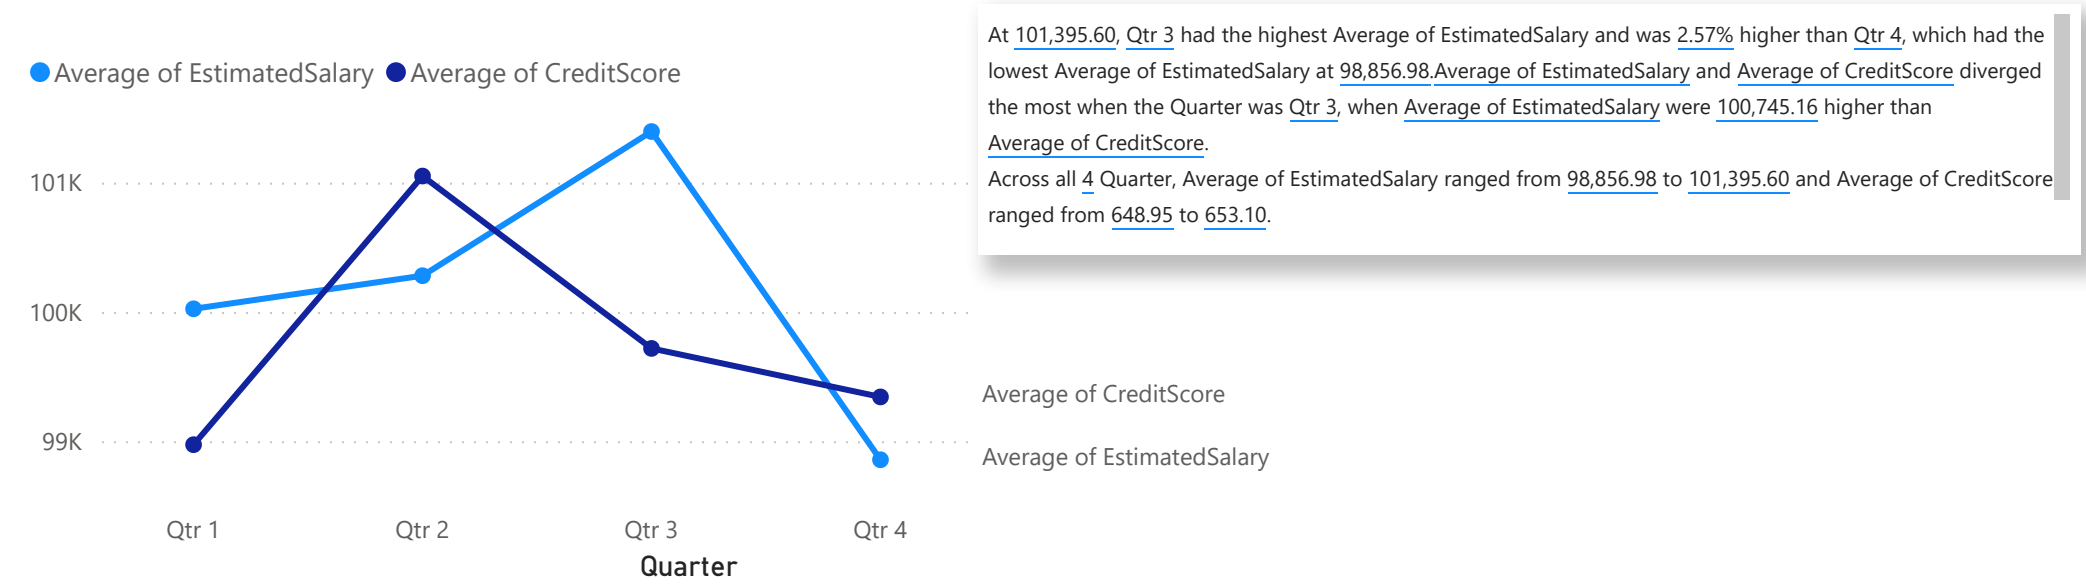 Average of EstimatedSalary Average of CreditScore
At 101,395.60, Qtr 3 had the highest Average of EstimatedSalary and was 2.57% higher than Qtr 4, which had the
lowest Average of EstimatedSalary at 98,856.98.Average of EstimatedSalary and Average of CreditScore diverged
the most when the Quarter was Qtr 3, when Average of EstimatedSalary were 100,745.16 higher than
Average of CreditScore.
Across all 4 Quarter, Average of EstimatedSalary ranged from 98,856.98 to 101,395.60 and Average of CreditScore
ranged from 648.95 to 653.10.
101K
100K
99K
Average of CreditScore
Average of EstimatedSalary
Qtr 1 Qtr 2 Qtr 3 Qtr 4
Quarter